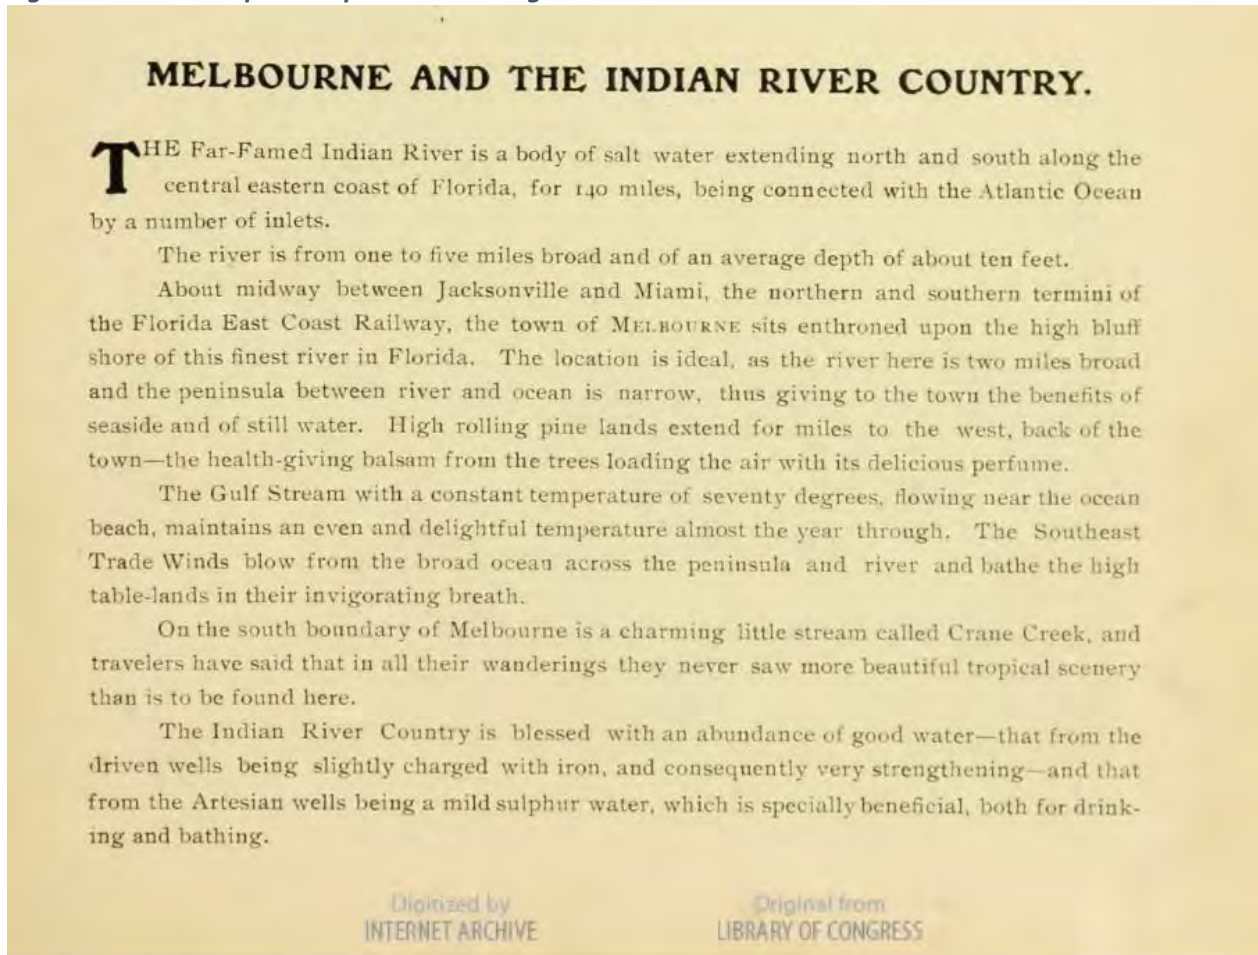 MELBOURNE AND THE INDIAN RIVER COUNTRY.
THE Far-Famed Indian River is a body of salt water extending north and south along the
central eastern coast of Florida, for 140 miles, being connected with the Atlantic Ocean
by a number of inlets.
The river is from one to five miles broad and of an average depth of about ten feet.
About midway between Jacksonville and Miami, the northern and southern termini of
the Florida East Coast Railway, the town of MELBOURNE sits enthroned upon the high bluff
shore of this finest river in Florida. The location is ideal, as the river here is two miles broad
and the peninsula between river and ocean is narrow, thus giving to the town the benefits of
seaside and of still water. High rolling pine lands extend for miles to the west, back of the
town—the health-giving balsam from the trees loading the air with its delicious perfume.
The Gulf Stream with a constant temperature of seventy degrees, flowing near the ocean
beach, maintains an even and delightful temperature almost the year through. The Southeast
Trade Winds blow from the broad ocean across the peninsula and river and bathe the high
table-lands in their invigorating breath.
On the south boundary of Melbourne is a charming little stream called Crane Creek, and
travelers have said that in all their wanderings they never saw more beautiful tropical scenery
than is to be found here.
The Indian River Country is blessed with an abundance of good water—that from the
driven wells being slightly charged with iron, and consequently very strengthening—and that
from the Artesian wells being a mild sulphur water, which is specially beneficial, both for drink-
ing and bathing.
Digitized by
INTERNET ARCHIVE
Original from
LIBRARY OF CONGRESS